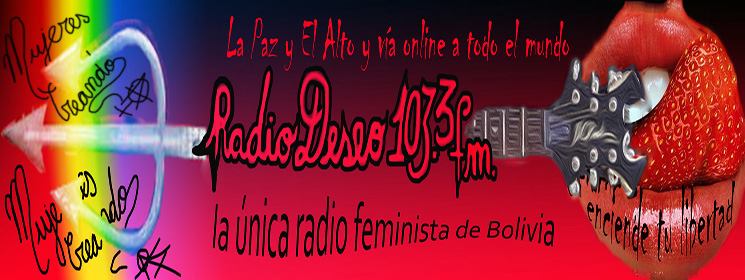 Mujeres
Creando
La Paz y El Alto y vía online a todo el mundo
Radio Deseo 103.3 fm.
la única radio feminista de Bolivia
Mujeres
Creando
enciende tu libertad